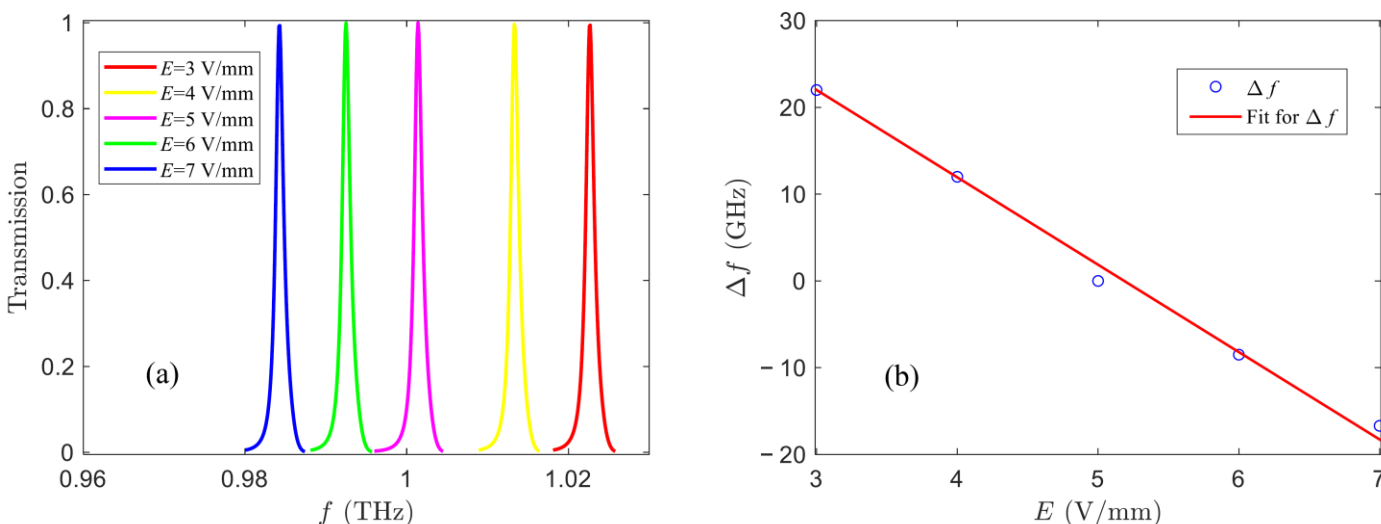 1
0.8
0.6
0.4
0.2
0
Transmission
E=3 V/mm
E=4 V/mm
E=5 V/mm
E=6 V/mm
E=7 V/mm
(a)
0.96
0.98
1
1.02
f (THz)
30
20
10
0
−10
−20
Δf (GHz)
Δ f
Fit for Δ f
(b)
3
4
5
6
7
E (V/mm)